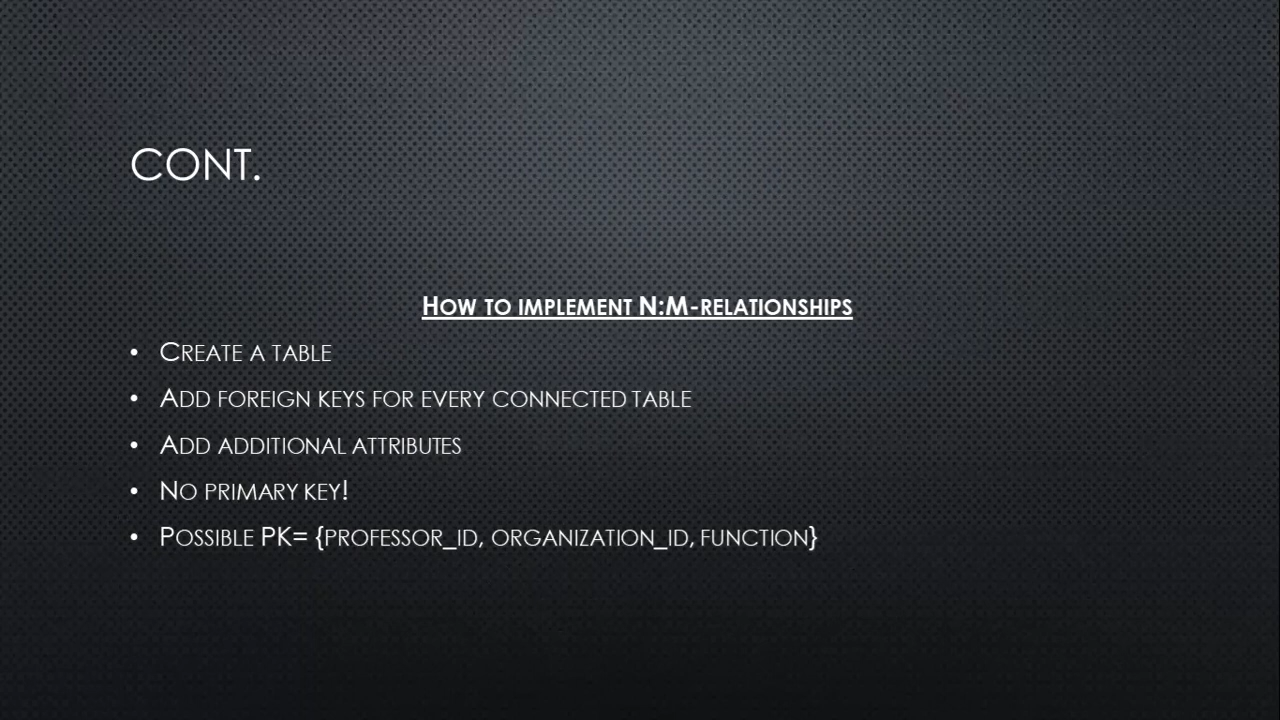 CONT.
HOW TO IMPLEMENT N:M-RELATIONSHIPS
• CREATE A TABLE
• ADD FOREIGN KEYS FOR EVERY CONNECTED TABLE
• ADD ADDITIONAL ATTRIBUTES
• NO PRIMARY KEY!
• POSSIBLE PK= {PROFESSOR_ID, ORGANIZATION_ID, FUNCTION}